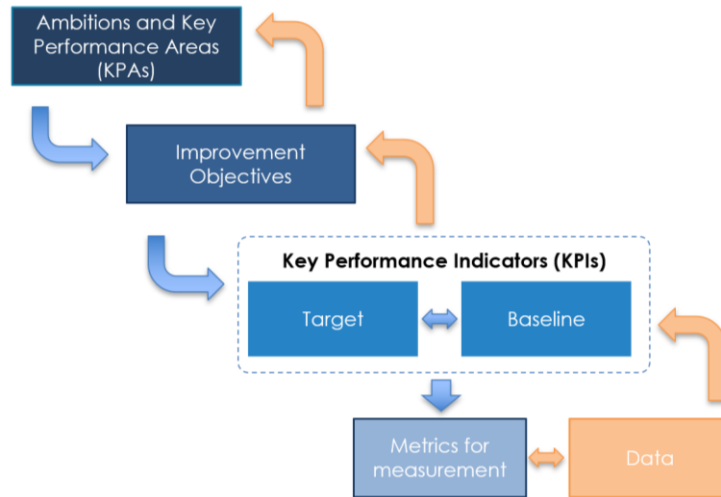 Ambitions and Key
Performance Areas
(KPAs)
Improvement
Objectives
Key Performance Indicators (KPIs)
Target
Baseline
Metrics for
measurement
Data